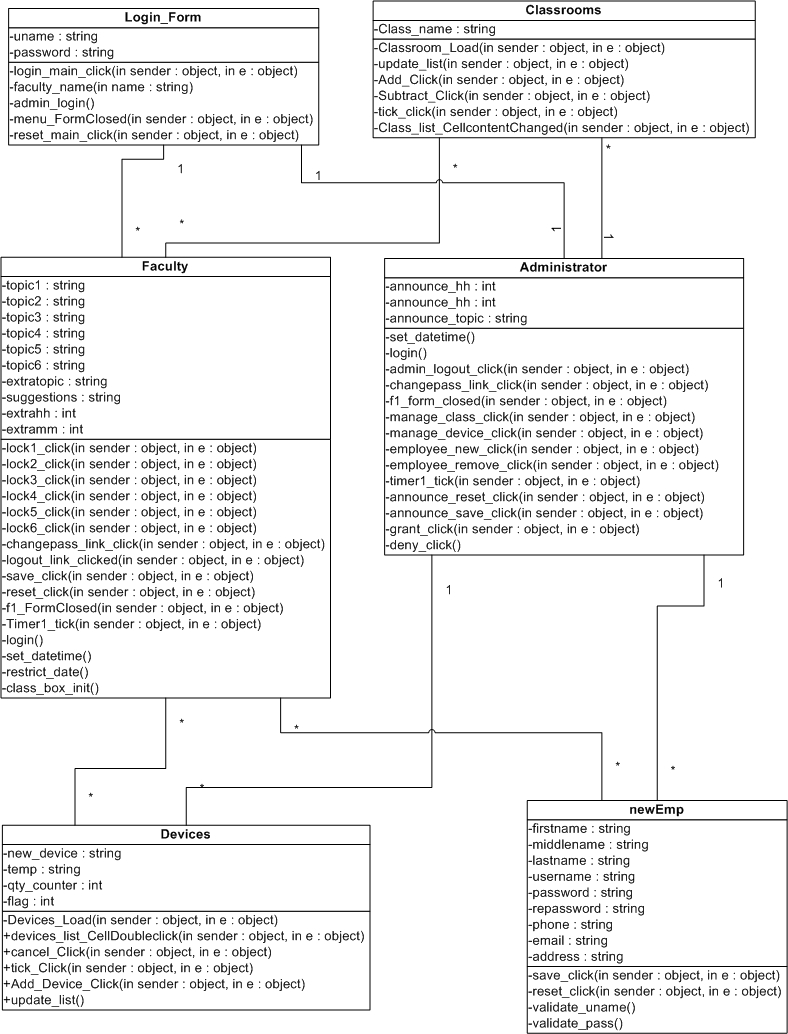 Login_Form
-uname : string
-password : string
-login_main_click(in sender : object, in e : object)
-faculty_name(in name : string)
-admin_login()
-menu_FormClosed(in sender : object, in e : object)
-reset_main_click(in sender : object, in e : object)
Classrooms
-Class_name : string
-Classroom_Load(in sender : object, in e : object)
-update_list(in sender : object, in e : object)
-Add_Click(in sender : object, in e : object)
-Subtract_Click(in sender : object, in e : object)
-tick_click(in sender : object, in e : object)
-Class_list_CellcontentChanged(in sender : object, in e : object)
1
*
1
1
*
*
*
1
Faculty
-topic1 : string
-topic2 : string
-topic3 : string
-topic4 : string
-topic5 : string
-topic6 : string
-extratopic : string
-suggestions : string
-extrahh : int
-extramm : int
-lock1_click(in sender : object, in e : object)
-lock2_click(in sender : object, in e : object)
-lock3_click(in sender : object, in e : object)
-lock4_click(in sender : object, in e : object)
-lock5_click(in sender : object, in e : object)
-lock6_click(in sender : object, in e : object)
-changepass_link_click(in sender : object, in e : object)
-logout_link_clicked(in sender : object, in e : object)
-save_click(in sender : object, in e : object)
-reset_click(in sender : object, in e : object)
-f1_FormClosed(in sender : object, in e : object)
-Timer1_tick(in sender : object, in e : object)
-login()
-set_datetime()
-restrict_date()
-class_box_init()
Administrator
-announce_hh : int
-announce_hh : int
-announce_topic : string
-set_datetime()
-login()
-admin_logout_click(in sender : object, in e : object)
-changepass_link_click(in sender : object, in e : object)
-f1_form_closed(in sender : object, in e : object)
-manage_class_click(in sender : object, in e : object)
-manage_device_click(in sender : object, in e : object)
-employee_new_click(in sender : object, in e : object)
-employee_remove_click(in sender : object, in e : object)
-timer1_tick(in sender : object, in e : object)
-announce_reset_click(in sender : object, in e : object)
-announce_save_click(in sender : object, in e : object)
-grant_click(in sender : object, in e : object)
-deny_click()
*
*
*
*
1
*
1
*
Devices
-new_device : string
-temp : string
-qty_counter : int
-flag : int
-Devices_Load(in sender : object, in e : object)
+devices_list_CellDoubleclick(in sender : object, in e : object)
+cancel_Click(in sender : object, in e : object)
+tick_Click(in sender : object, in e : object)
+Add_Device_Click(in sender : object, in e : object)
+update_list()
newEmp
-firstname : string
-middlename : string
-lastname : string
-username : string
-password : string
-repassword : string
-phone : string
-email : string
-address : string
-save_click(in sender : object, in e : object)
-reset_click(in sender : object, in e : object)
-validate_uname()
-validate_pass()